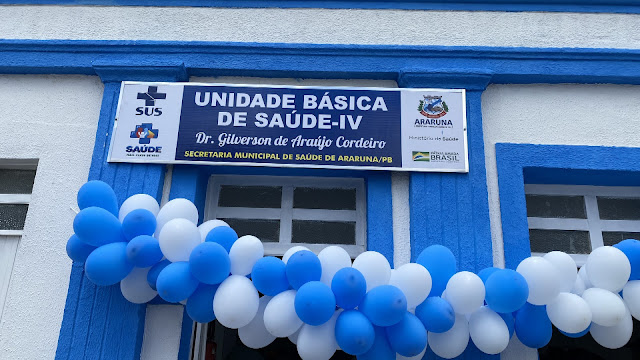 SUS
SAÚDE
UNIDADE BÁSICA
DE SAÚDE-IV
Dr. Gilverson de Araújo Cordeiro
SECRETARIA MUNICIPAL DE SAÚDE DE ARARUNA/PB
ARARUNA
Ministério da Saúde
BRASIL